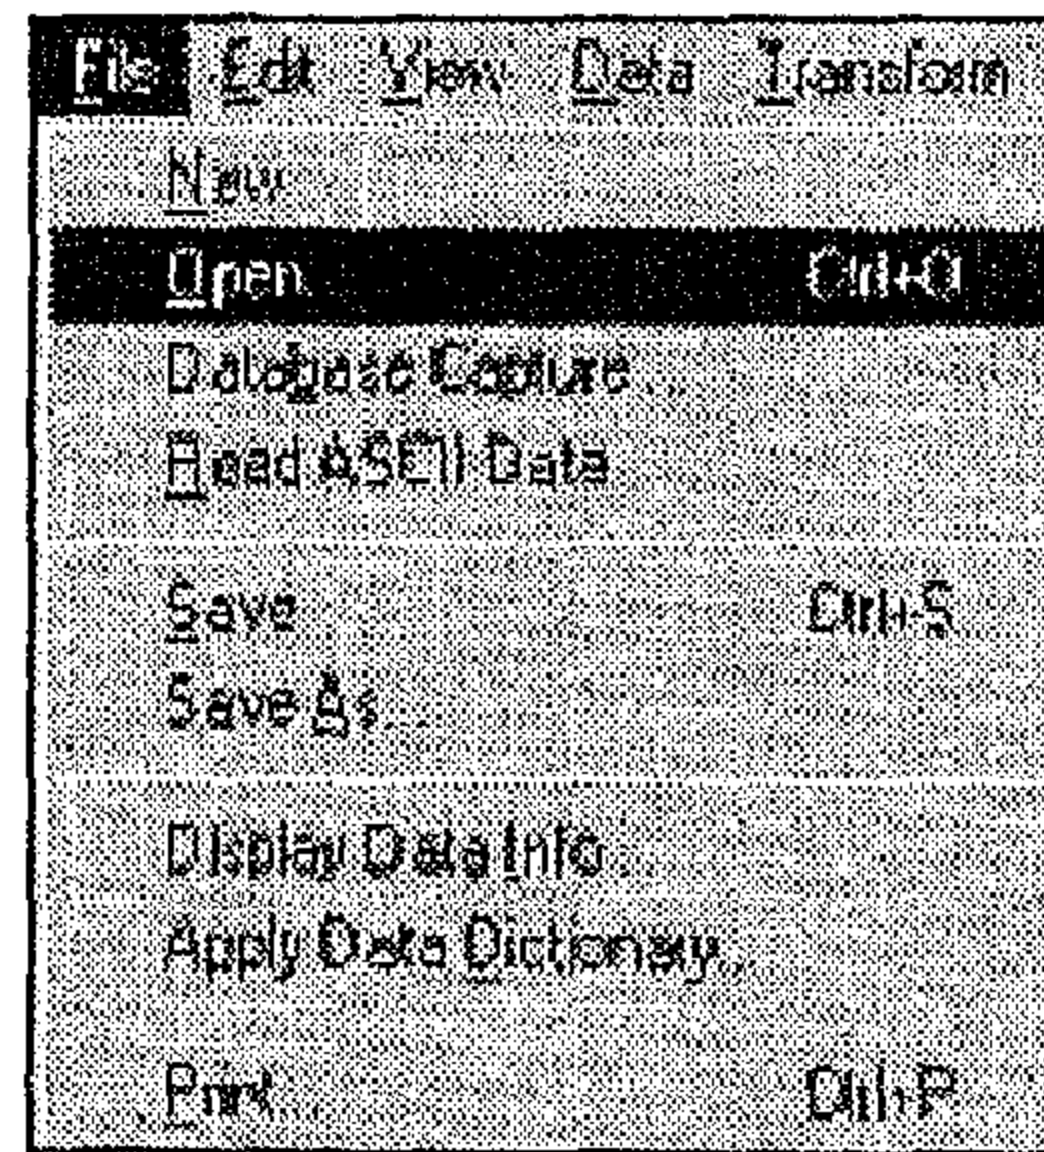 File Edit View Data Transform
New
Open... Ctrl+O
Database Capture...
Read ASCII Data
Save Ctrl+S
Save As...
Display Data Info...
Apply Data Dictionary...
Print... Ctrl+P